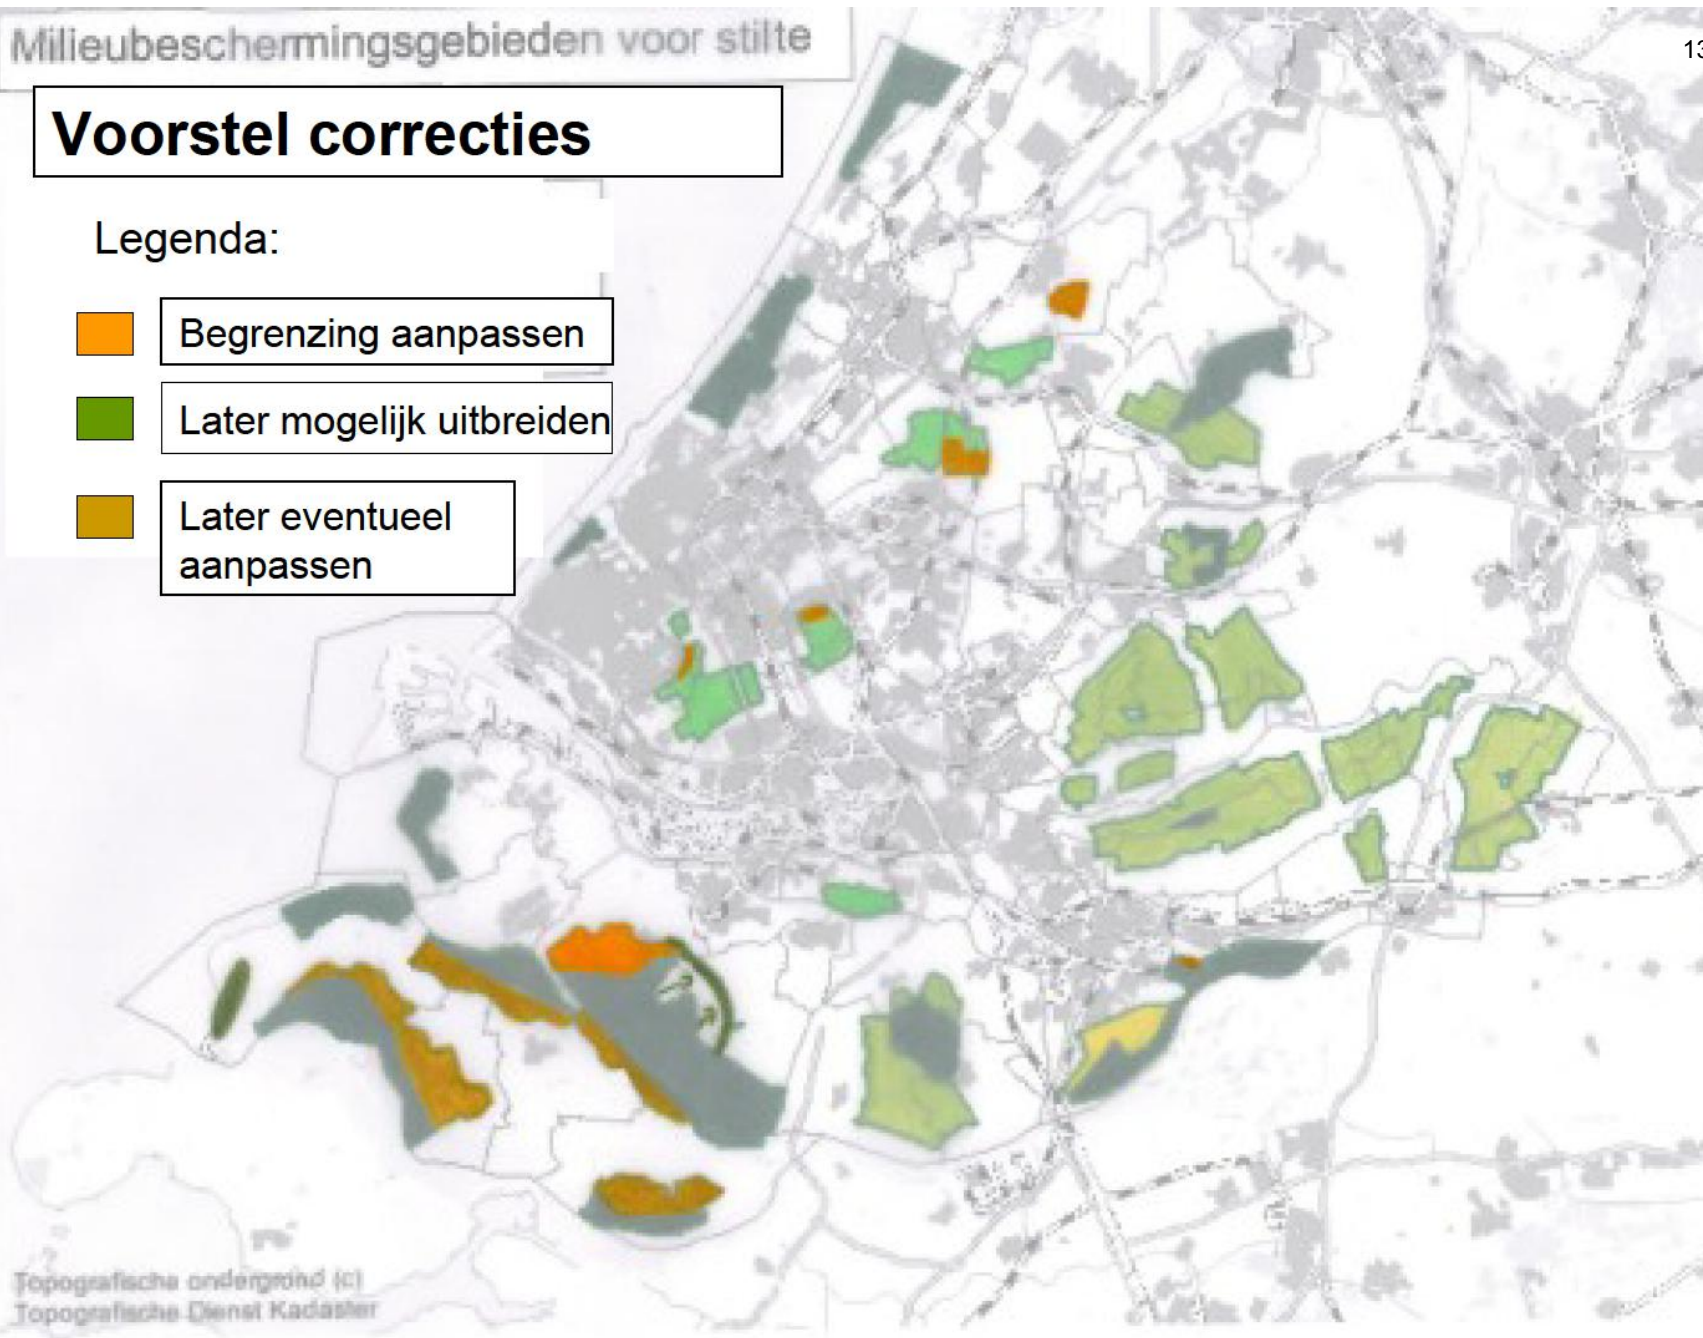 Milieubeschermingsgebieden voor stilte
13
Voorstel correcties
Legenda:
Begrenzing aanpassen
Later mogelijk uitbreiden
Later eventueel
aanpassen
Topografische ondergrond (c)
Topografische Dienst Kadaster